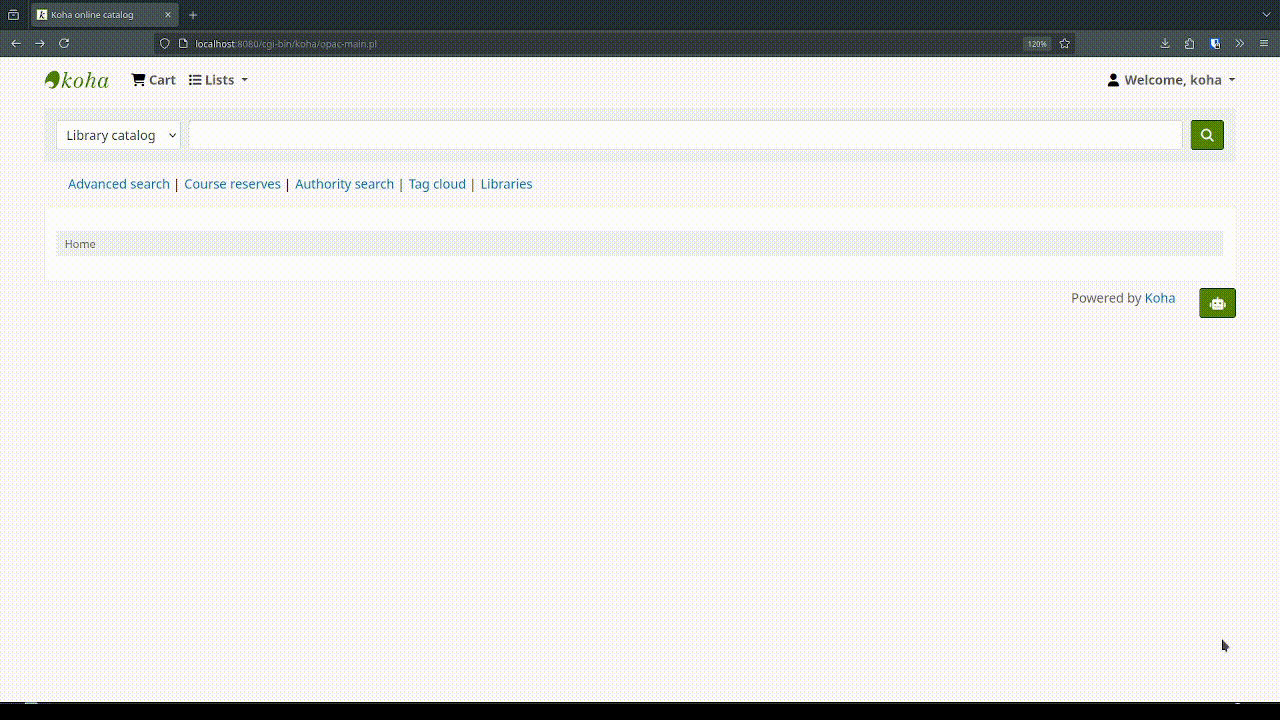 Koha online catalog
localhost:8080/cgi-bin/koha/opac-main.pl
120%
koha
Cart
Lists
Welcome, koha
Library catalog
Advanced search | Course reserves | Authority search | Tag cloud | Libraries
Home
Powered by Koha